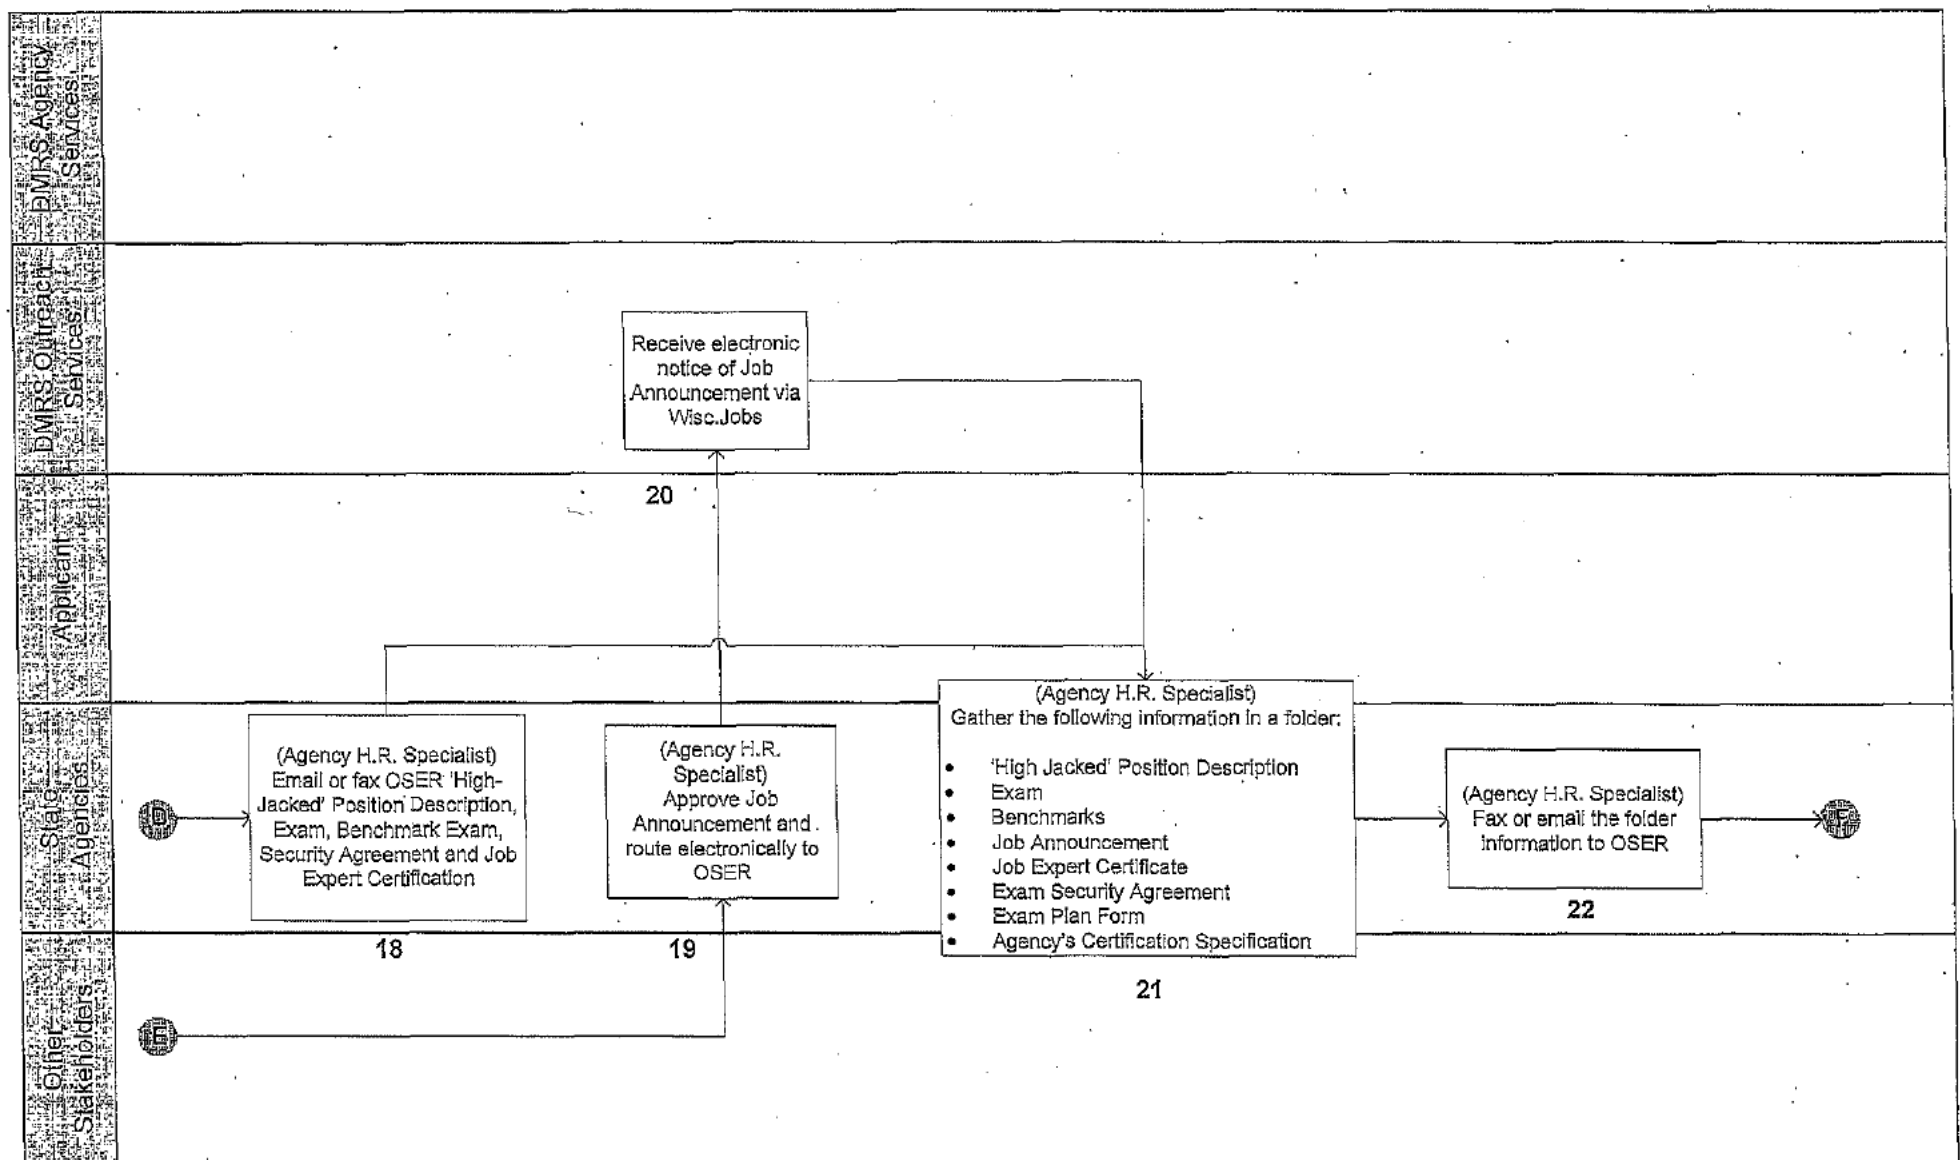 DMRS Agency
Services
DMRS Outreach
Services
Receive electronic
notice of Job
Announcement via
Wisc.Jobs
20
Applicant
State
Agencies
D
(Agency H.R. Specialist)
Email or fax OSER 'High-
Jacked' Position Description,
Exam, Benchmark Exam,
Security Agreement and Job
Expert Certification
18
(Agency H.R.
Specialist)
Approve Job
Announcement and
route electronically to
OSER
19
(Agency H.R. Specialist)
Gather the following information in a folder:
• 'High Jacked' Position Description
• Exam
• Benchmarks
• Job Announcement
• Job Expert Certificate
• Exam Security Agreement
• Exam Plan Form
• Agency's Certification Specification
21
(Agency H.R. Specialist)
Fax or email the folder
information to OSER
22
F
Other
Stakeholders
E